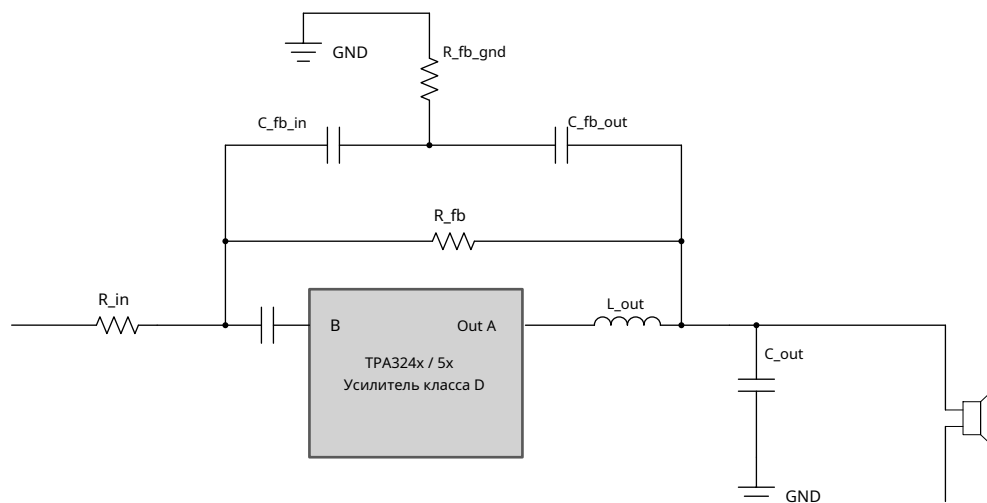 GND
R_fb_gnd
C_fb_in
C_fb_out
R_fb
R_in
L_out
B
Out A
TPA324x / 5x
Усилитель класса D
C_out
GND